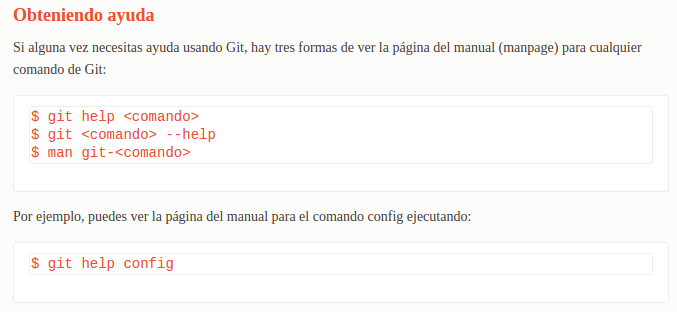 Obteniendo ayuda
Si alguna vez necesitas ayuda usando Git, hay tres formas de ver la página del manual (manpage) para cualquier
comando de Git:
$ git help <comando>
$ git <comando> --help
$ man git-<comando>
Por ejemplo, puedes ver la página del manual para el comando config ejecutando:
$ git help config